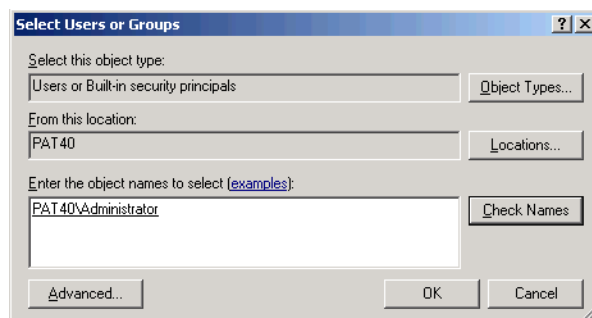 Select Users or Groups
Select this object type:
Users or Built-in security principals
Object Types...
From this location:
PAT40
Locations...
Enter the object names to select (examples):
PAT40\Administrator
Check Names
Advanced...
OK
Cancel